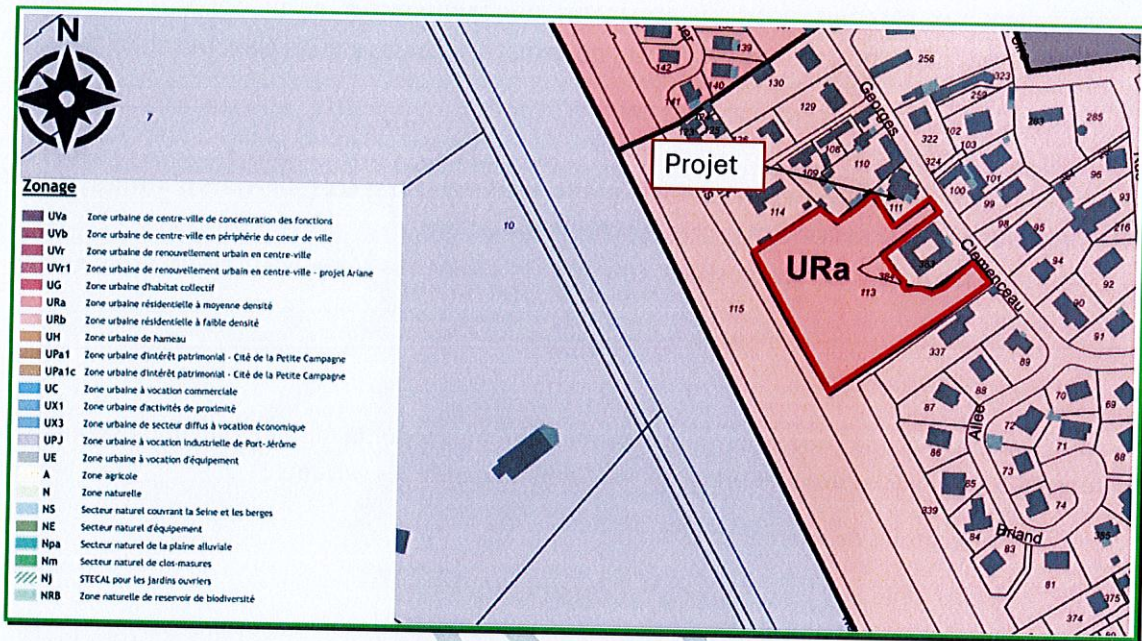 N
7
10
Zonage
UVa Zone urbaine de centre-ville de concentration des fonctions
UVb Zone urbaine de centre-ville en périphérie du coeur de ville
UVr Zone urbaine de renouvellement urbain en centre-ville
UVr1 Zone urbaine de renouvellement urbain en centre-ville - projet Ariane
UG Zone urbaine d'habitat collectif
URa Zone urbaine résidentielle à moyenne densité
URb Zone urbaine résidentielle à faible densité
UH Zone urbaine de hameau
UPa1 Zone urbaine d'intérêt patrimonial - Cité de la Petite Campagne
UPa1c Zone urbaine d'intérêt patrimonial - Cité de la Petite Campagne
UC Zone urbaine à vocation commerciale
UX1 Zone urbaine d'activités de proximité
UX3 Zone urbaine de secteur diffus à vocation économique
UPJ Zone urbaine à vocation industrielle de Port-Jérôme
UE Zone urbaine à vocation d'équipement
A Zone agricole
N Zone naturelle
NS Secteur naturel couvrant la Seine et les berges
NE Secteur naturel d'équipement
Npa Secteur naturel de la plaine alluviale
Nm Secteur naturel de clos-masures
Nj STECAL pour les jardins ouvriers
NRB Zone naturelle de reservoir de biodiversité
Projet
URa
Georges
Clemenceau
Allée
Briand
139
142
140
141
130
129
256
323
259
322
102
103
283
285
324
123
108
109
110
101
100
99
96
93
98
95
216
111
114
115
113
94
92
90
91
337
89
88
87
86
70
69
72
71
68
73
74
65
339
84
83
81
385
375
374